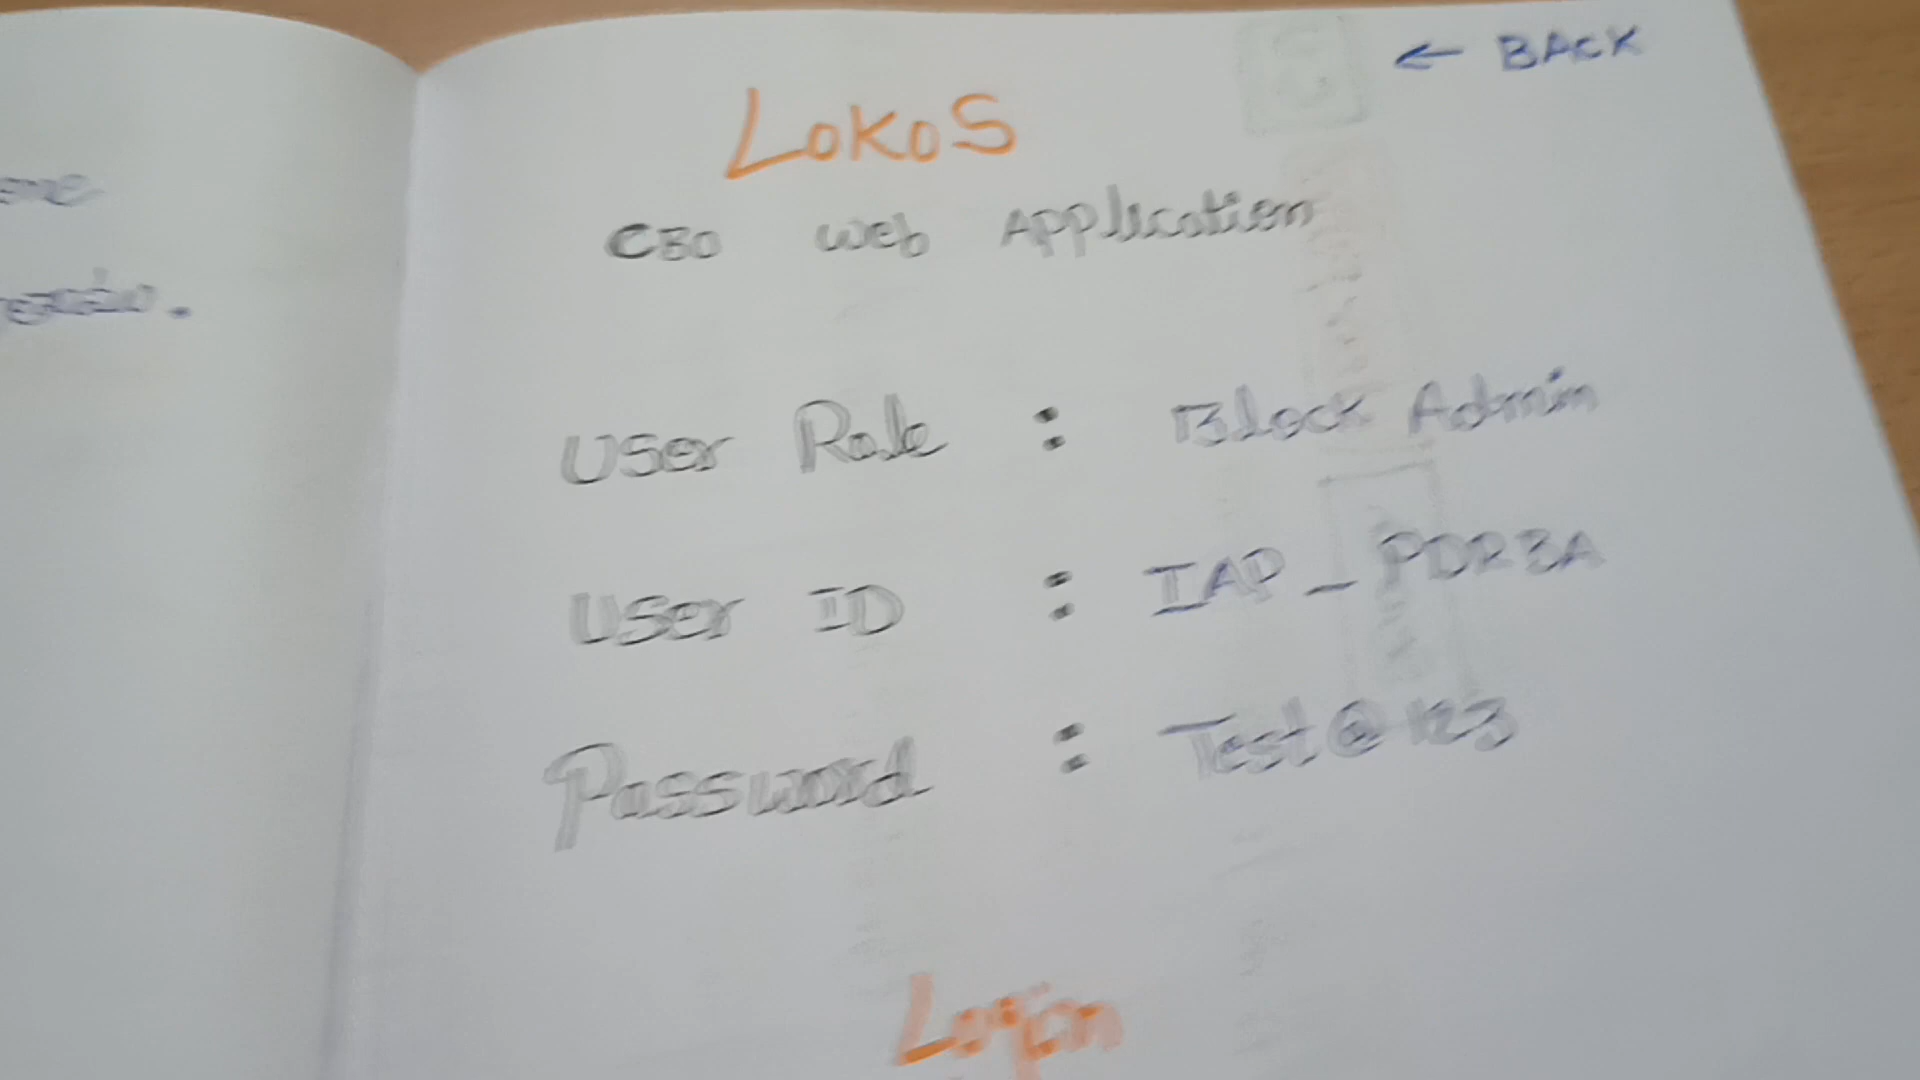 ← BACK
LOKOS
CBO Web Application
User Role : Block Admin
User ID : IAP_PDRBA
Password : Test@123
Login